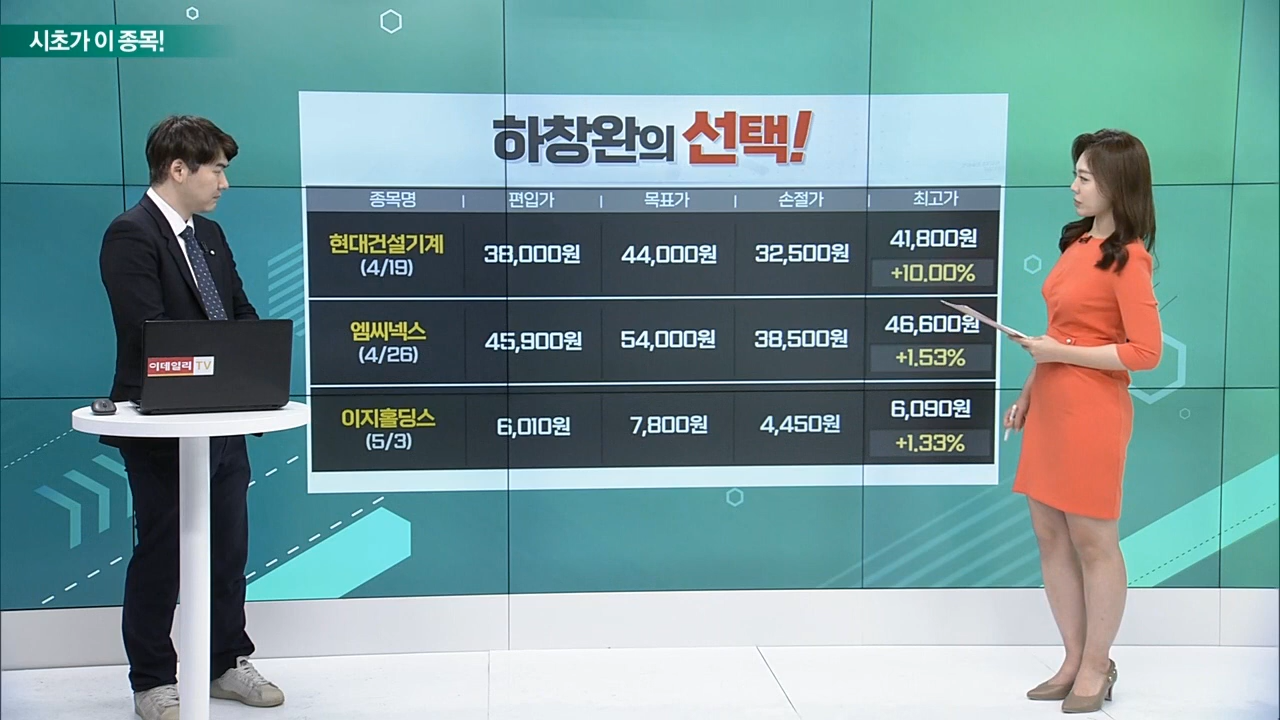 시초가 이 종목!
하창완의 선택!
종목명 | 편입가 | 목표가 | 손절가 | 최고가
현대건설기계 (4/19) 38,000원 44,000원 32,500원 41,800원 +10.00%
엠씨넥스 (4/26) 45,900원 54,000원 38,500원 46,600원 +1.53%
이지홀딩스 (5/3) 6,010원 7,800원 4,450원 6,090원 +1.33%
이데일리 TV